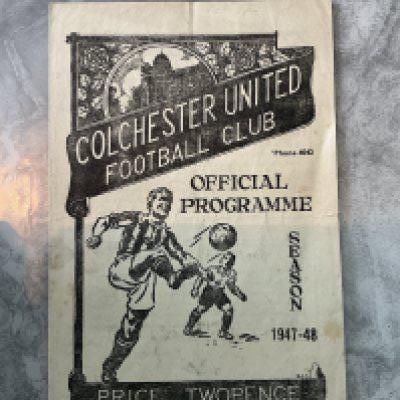 COLCHESTER UNITED
FOOTBALL CLUB
OFFICIAL
PROGRAMME
SEASON
1947-48
PRICE TWOPENCE